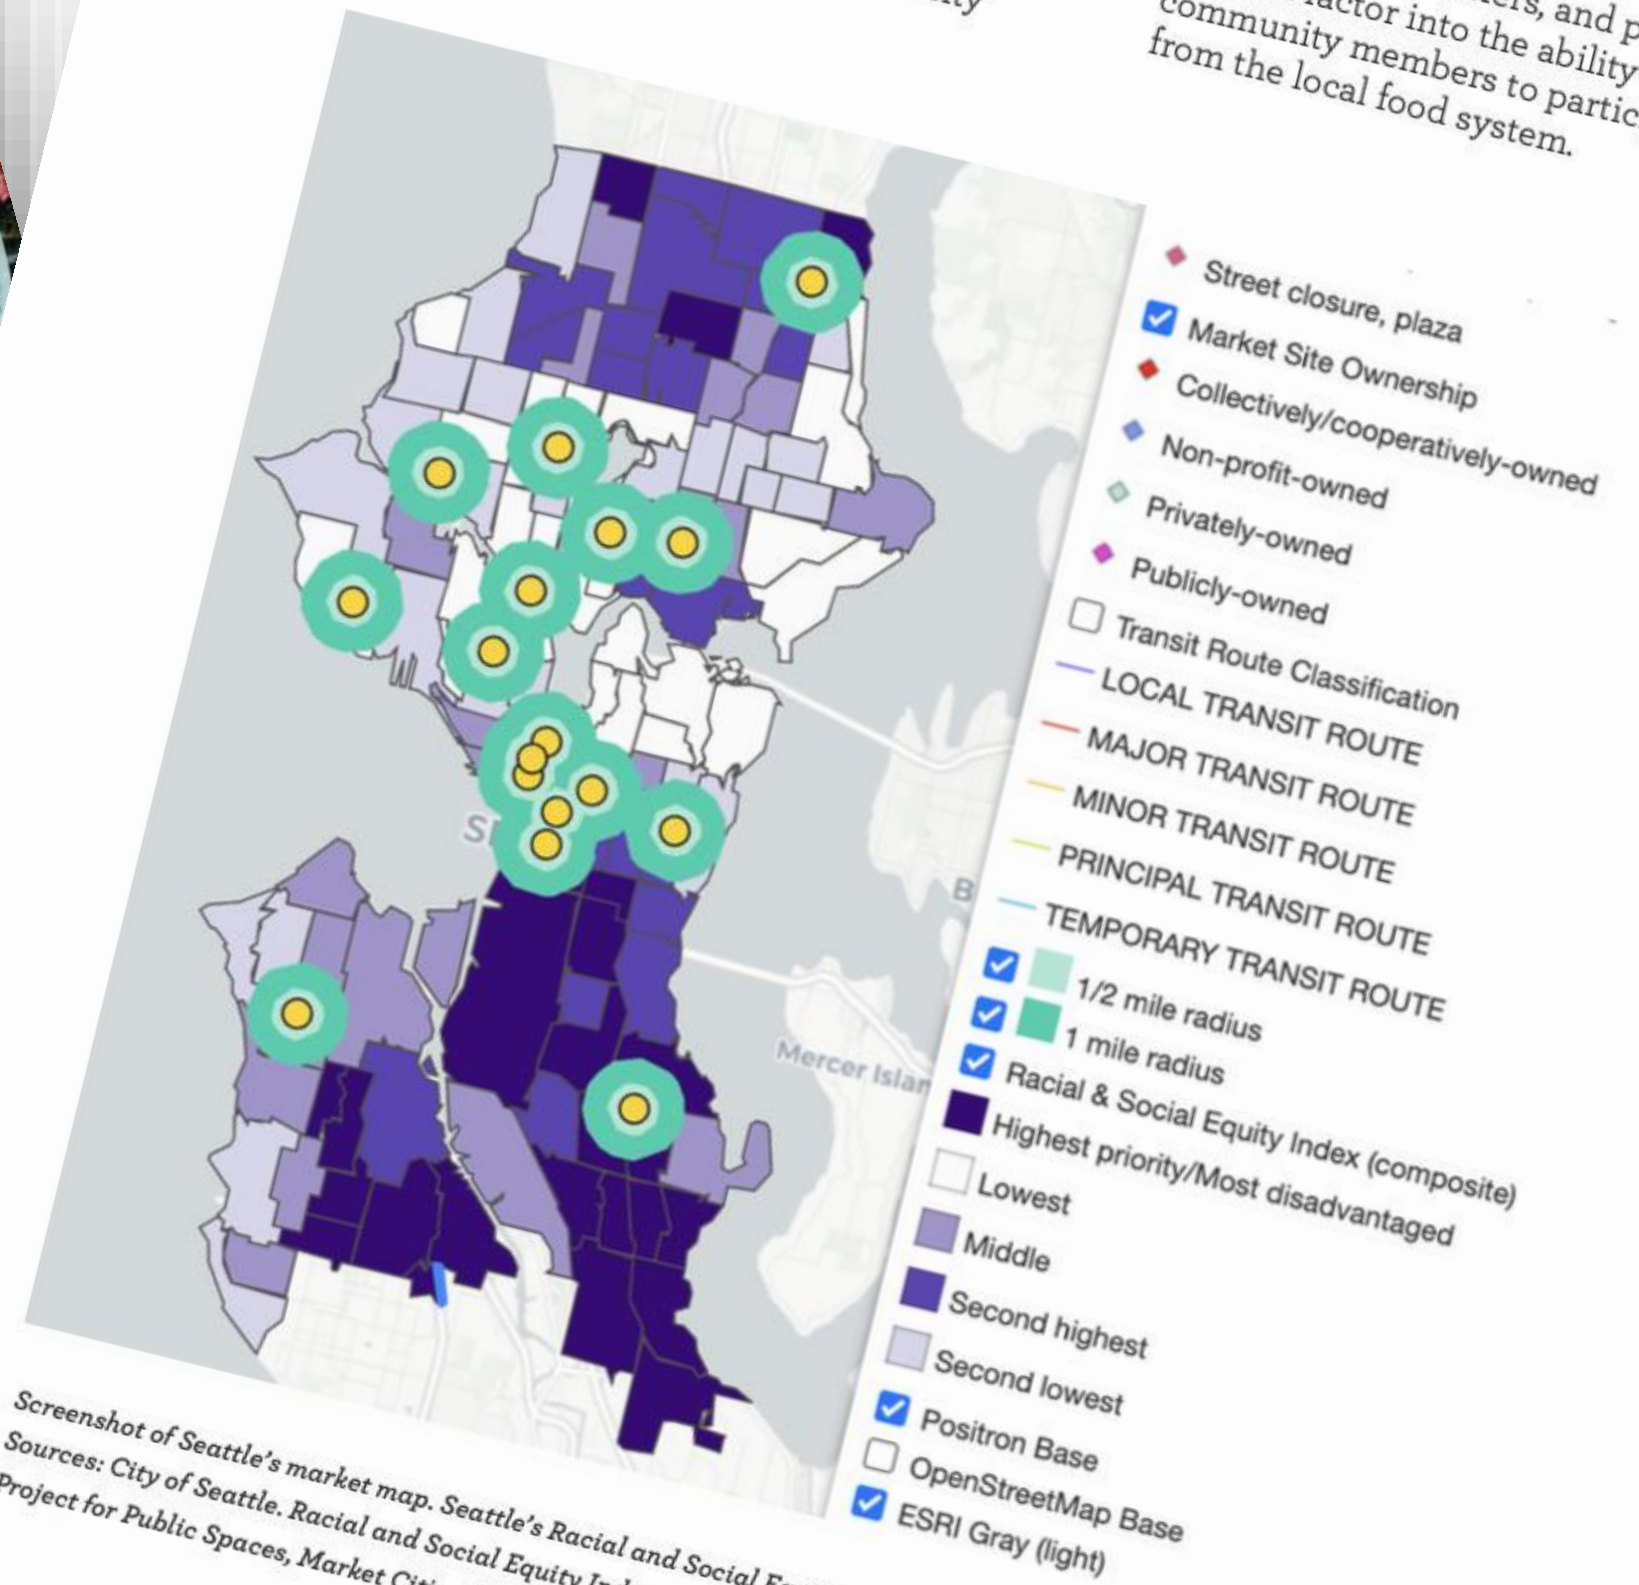 and
factor into the ability
community members to
from the local food system.
Street closure, plaza
Market Site Ownership
Collectively/cooperatively-owned
Non-profit-owned
Privately-owned
Publicly-owned
Transit Route Classification
LOCAL TRANSIT ROUTE
MAJOR TRANSIT ROUTE
MINOR TRANSIT ROUTE
PRINCIPAL TRANSIT ROUTE
TEMPORARY TRANSIT ROUTE
1/2 mile radius
1 mile radius
Racial & Social Equity Index (composite)
Highest priority/Most disadvantaged
Lowest
Middle
Second highest
Second lowest
Positron Base
OpenStreetMap Base
ESRI Gray (light)
Mercer Islan
B
Screenshot of Seattle's market map. Seattle's Racial and Social
Sources: City of Seattle. Racial and Social Equity
Project for Public Spaces, Market